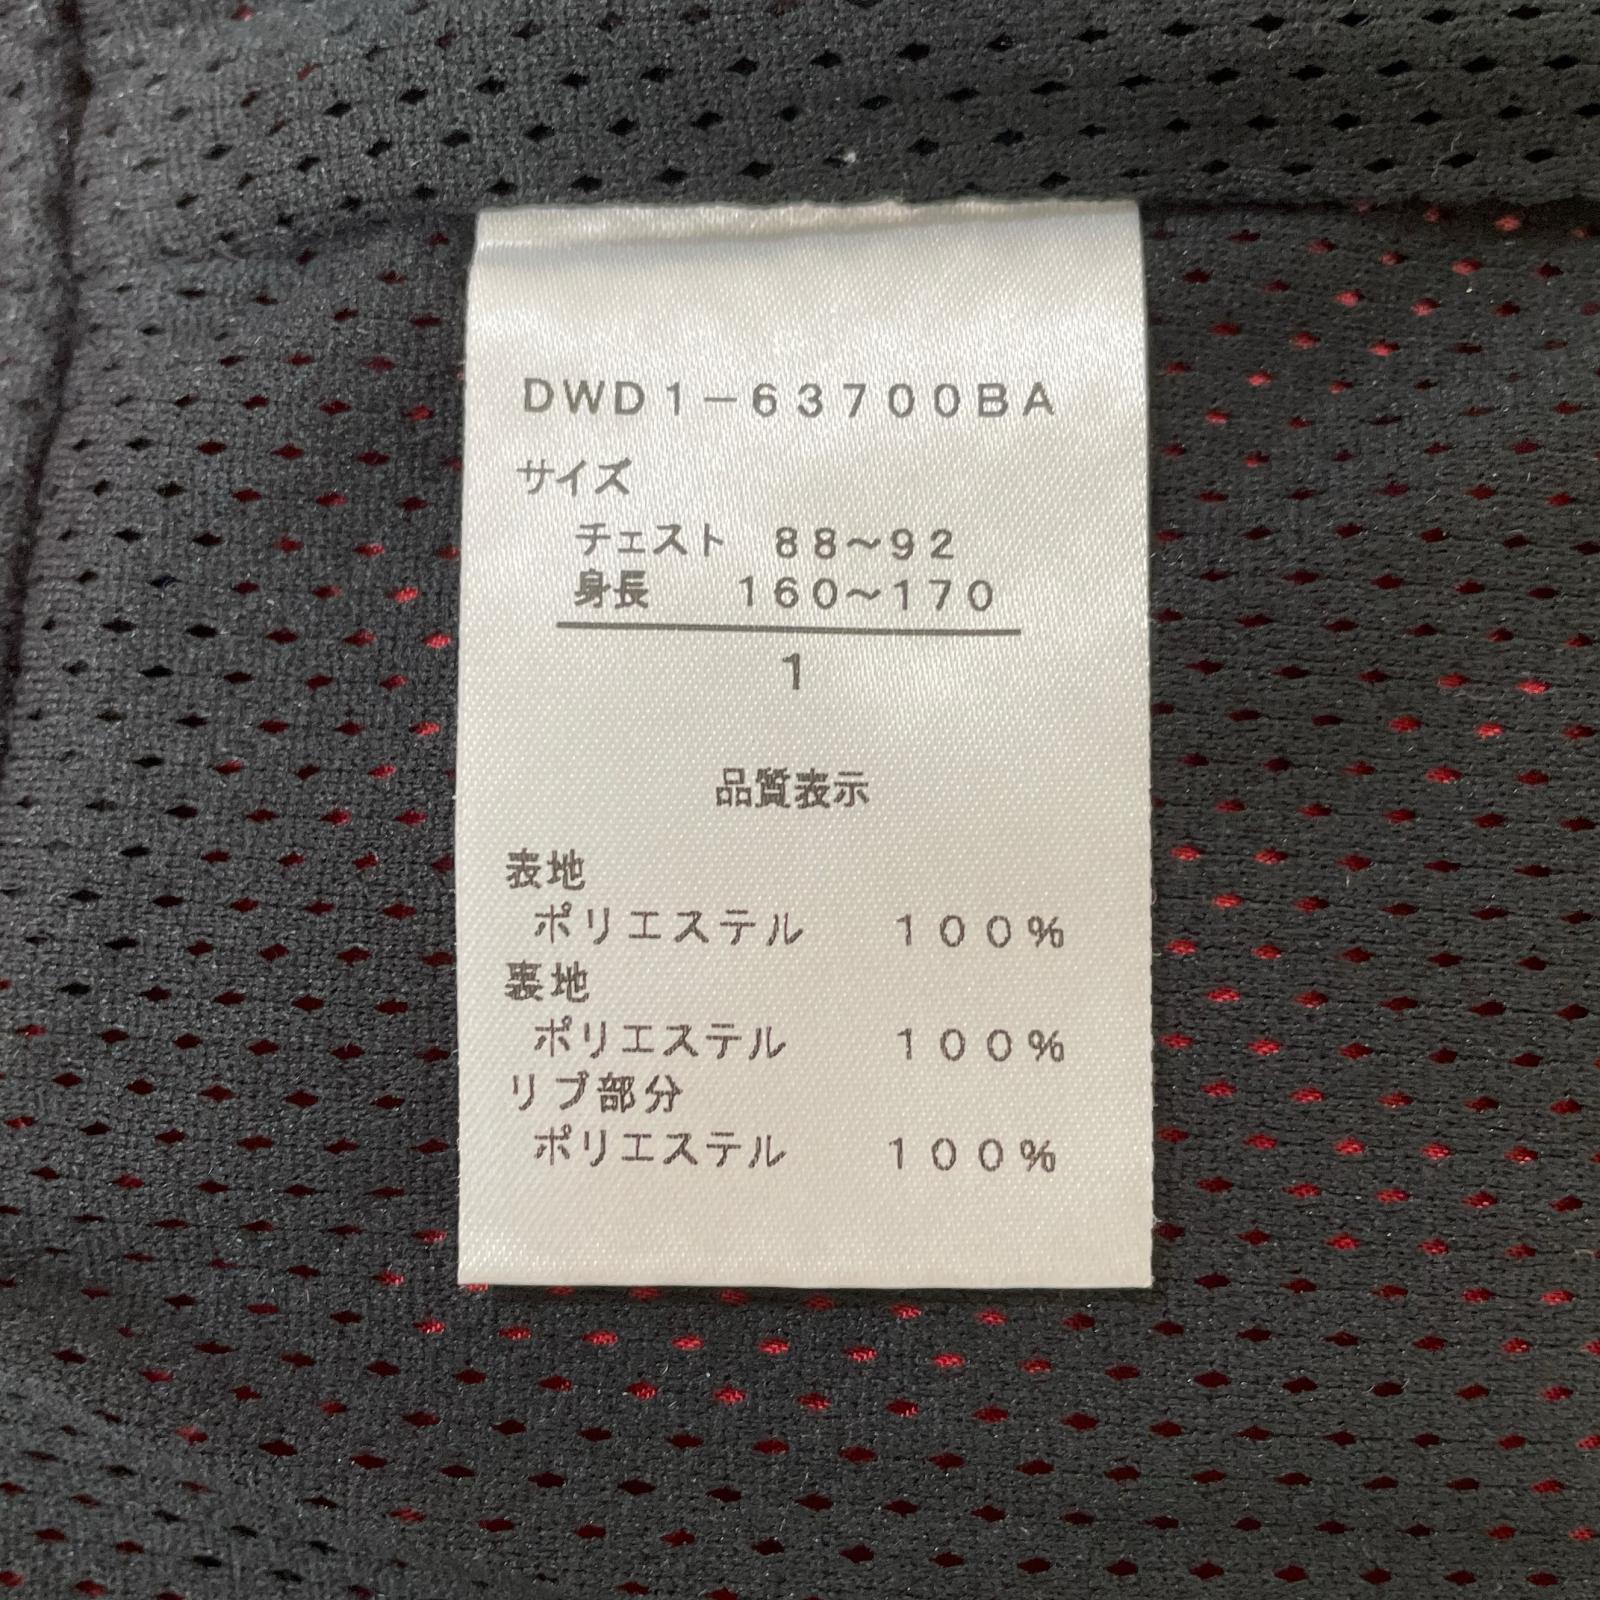 DWD1-63700BA
サイズ
チェスト 88～92
身長 160～170
1
品質表示
表地
ポリエステル 100%
裏地
ポリエステル 100%
リブ部分
ポリエステル 100%